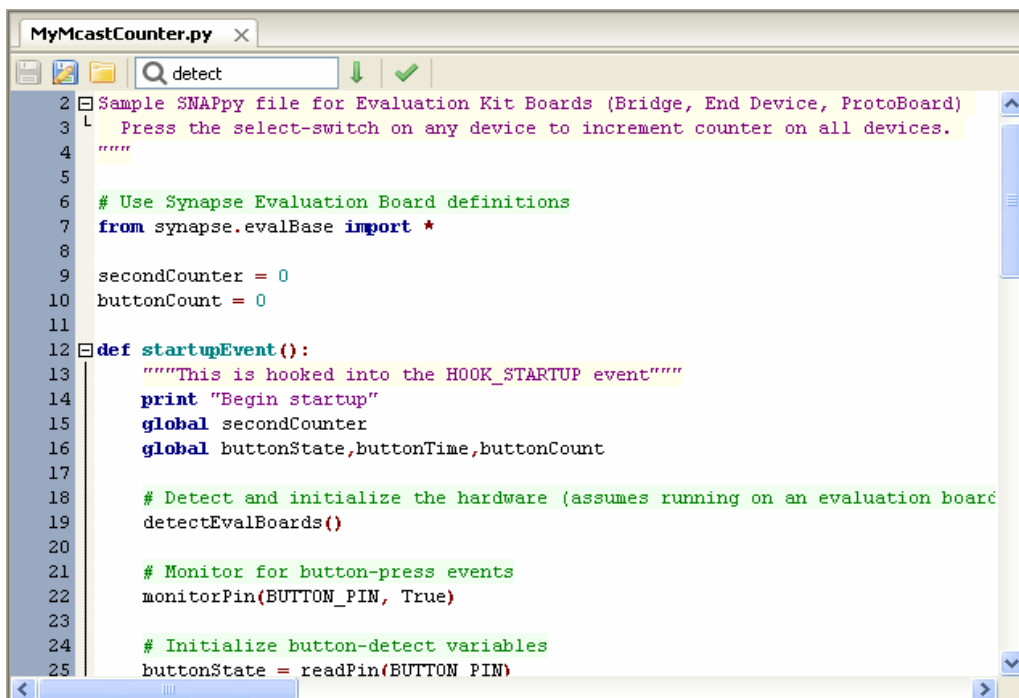 MyMcastCounter.py
detect
2 Sample SNAPpy file for Evaluation Kit Boards (Bridge, End Device, ProtoBoard)
3 Press the select-switch on any device to increment counter on all devices.
4 """
5
6 # Use Synapse Evaluation Board definitions
7 from synapse.evalBase import *
8
9 secondCounter = 0
10 buttonCount = 0
11
12 def startupEvent():
13 """This is hooked into the HOOK_STARTUP event"""
14 print "Begin startup"
15 global secondCounter
16 global buttonState,buttonTime,buttonCount
17
18 # Detect and initialize the hardware (assumes running on an evaluation board
19 detectEvalBoards()
20
21 # Monitor for button-press events
22 monitorPin(BUTTON_PIN, True)
23
24 # Initialize button-detect variables
25 buttonState = readPin(BUTTON_PIN)